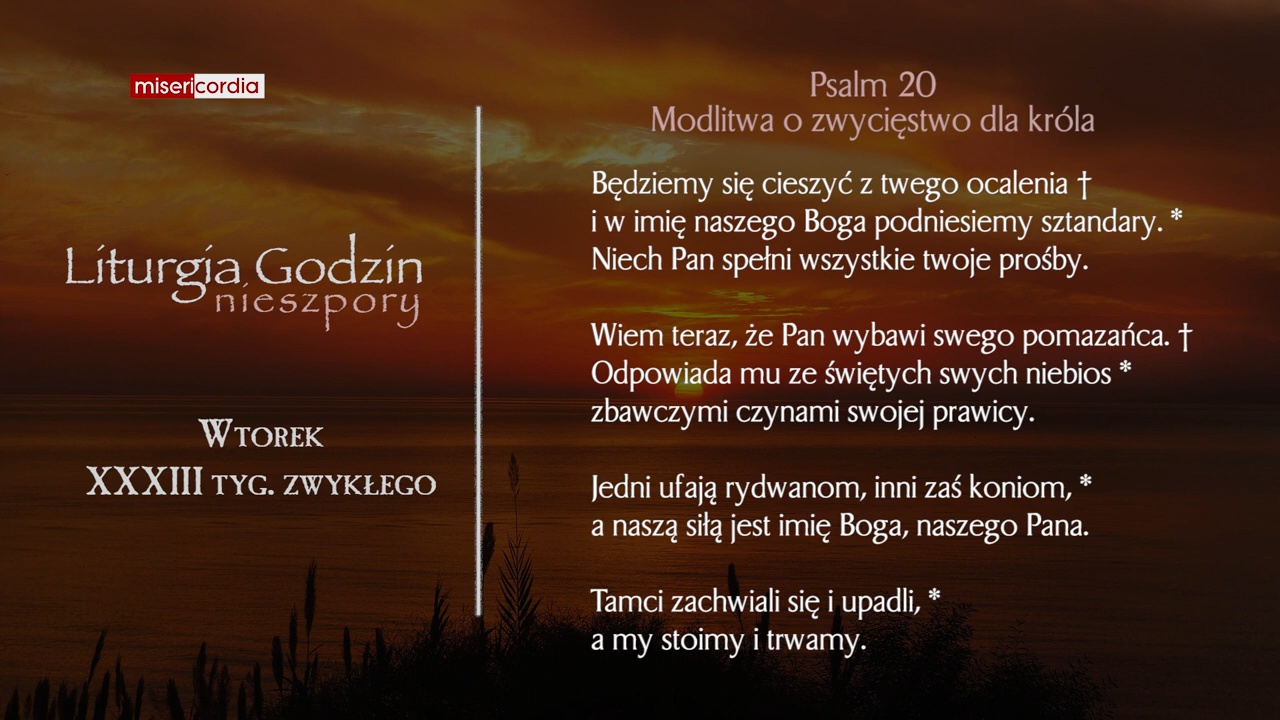 misericordia
Liturgia Godzin
nieszpory
Wtorek
XXXIII tyg. zwykłego
Psalm 20
Modlitwa o zwycięstwo dla króla
Będziemy się cieszyć z twego ocalenia †
i w imię naszego Boga podniesiemy sztandary. *
Niech Pan spełni wszystkie twoje prośby.
Wiem teraz, że Pan wybawi swego pomazańca. †
Odpowiada mu ze świętych swych niebios *
zbawczymi czynami swojej prawicy.
Jedni ufają rydwanom, inni zaś koniom, *
a naszą siłą jest imię Boga, naszego Pana.
Tamci zachwiali się i upadli, *
a my stoimy i trwamy.